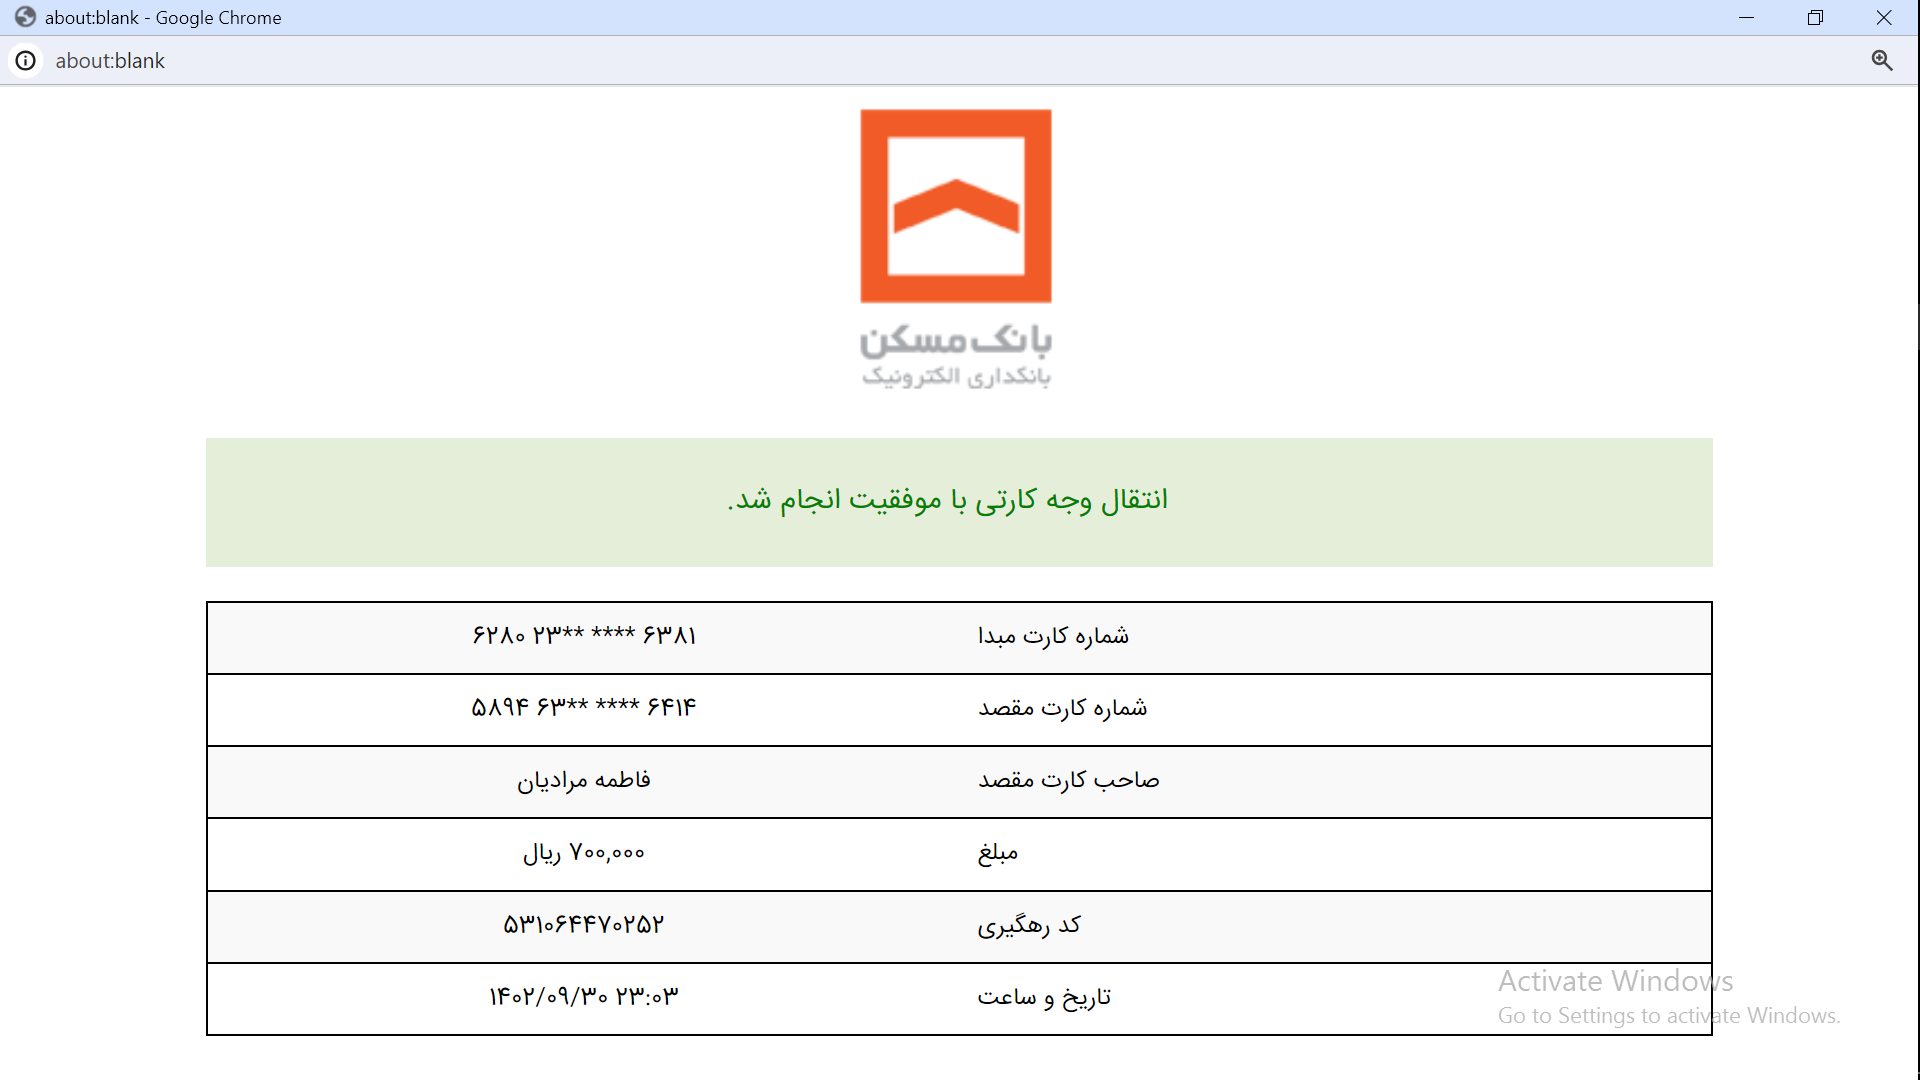 about:blank - Google Chrome
about:blank
بانک مسکن
بانکداری الکترونیک
انتقال وجه کارتی با موفقیت انجام شد.
شماره کارت مبدا ۶۲۸۰ ۲۳** **** ۶۳۸۱
شماره کارت مقصد ۵۸۹۴ ۶۳** **** ۶۴۱۴
صاحب کارت مقصد فاطمه مرادیان
مبلغ ۷۰۰,۰۰۰ ریال
کد رهگیری ۵۳۱۰۶۴۴۷۰۲۵۲
تاریخ و ساعت ۱۴۰۲/۰۹/۳۰ ۲۳:۰۳
Activate Windows
Go to Settings to activate Windows.